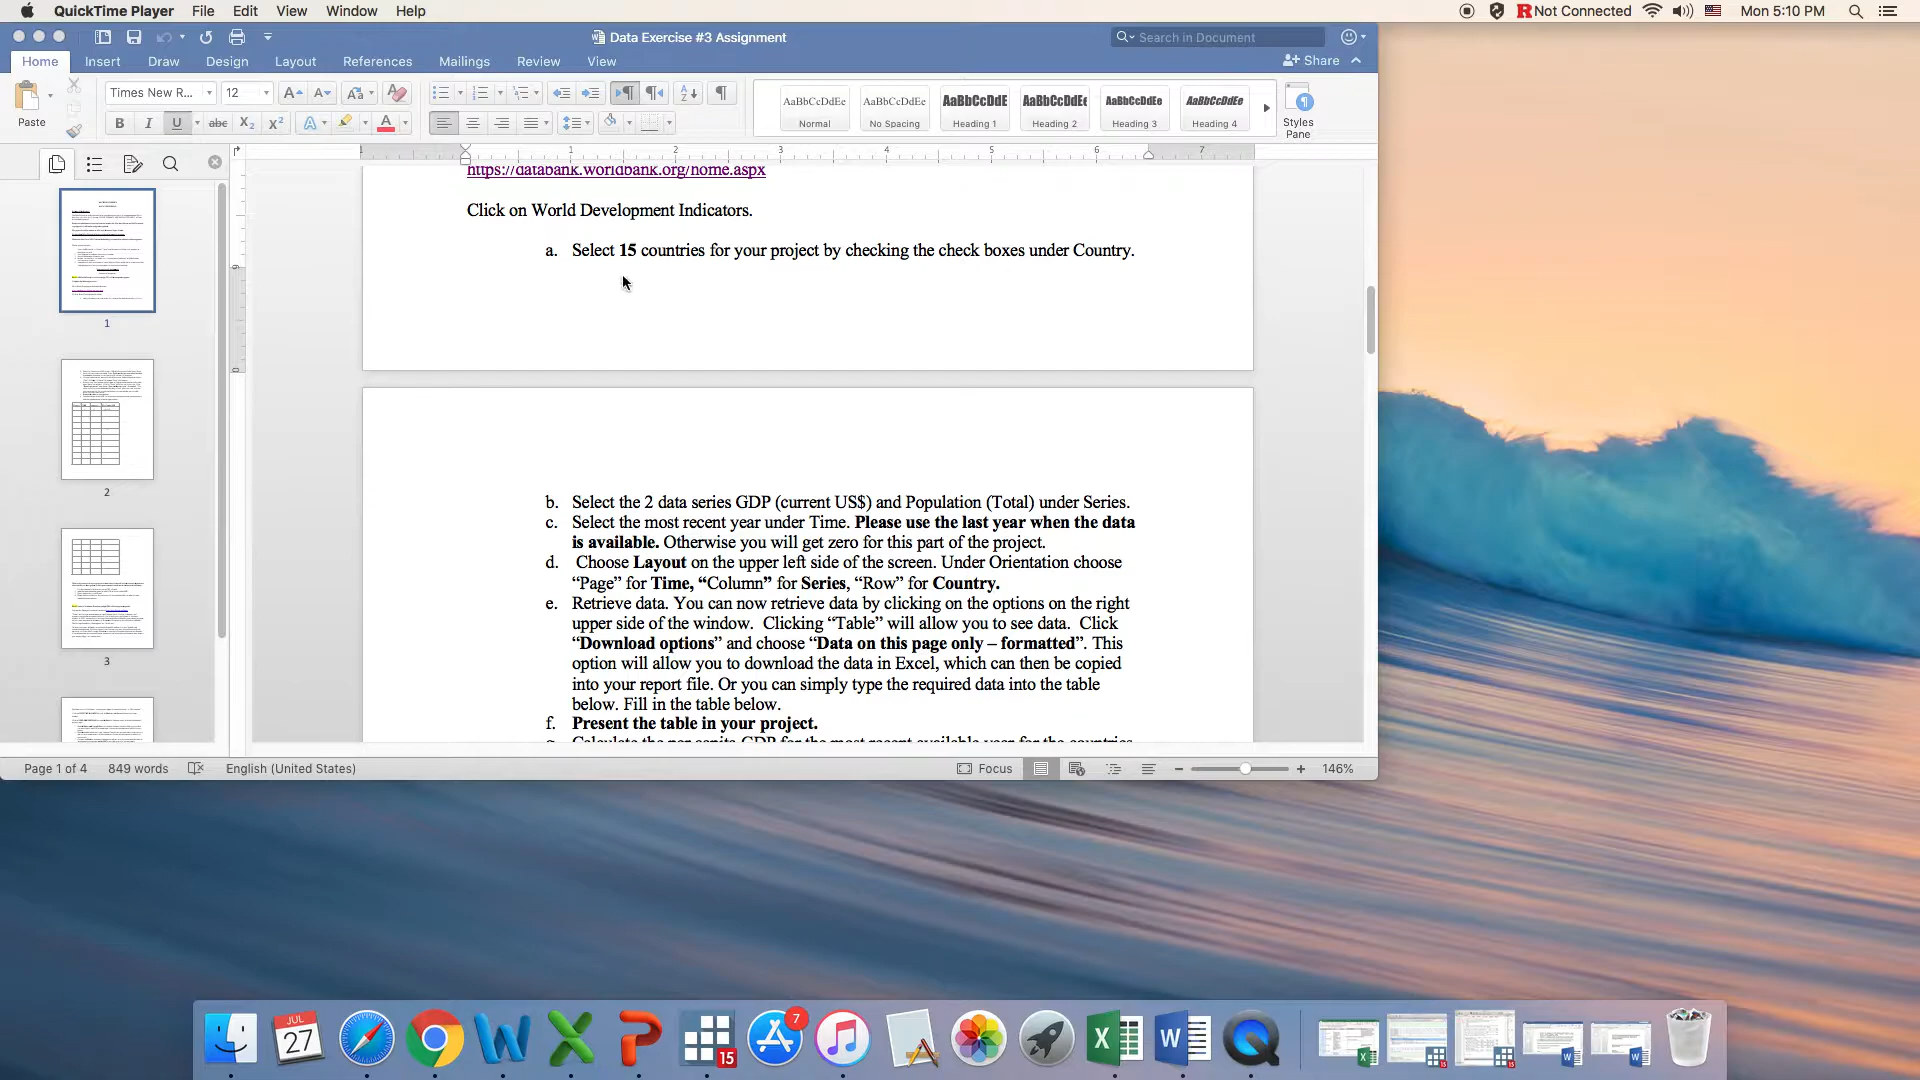 QuickTime Player File Edit View Window Help
Not Connected Mon 5:10 PM
Data Exercise #3 Assignment
Search in Document
Home Insert Draw Design Layout References Mailings Review View
Share
Paste
Times New R... 12
AaBbCcDdEe AaBbCcDdEe AaBbCcDdE AaBbCcDdE AaBbCcDdEe AaBbCcDdEe
Normal No Spacing Heading 1 Heading 2 Heading 3 Heading 4
Styles
Pane
https://databank.worldbank.org/home.aspx
Click on World Development Indicators.
a. Select 15 countries for your project by checking the check boxes under Country.
b. Select the 2 data series GDP (current US$) and Population (Total) under Series.
c. Select the most recent year under Time. Please use the last year when the data
is available. Otherwise you will get zero for this part of the project.
d. Choose Layout on the upper left side of the screen. Under Orientation choose
“Page” for Time, “Column” for Series, “Row” for Country.
e. Retrieve data. You can now retrieve data by clicking on the options on the right
upper side of the window. Clicking “Table” will allow you to see data. Click
“Download options” and choose “Data on this page only – formatted”. This
option will allow you to download the data in Excel, which can then be copied
into your report file. Or you can simply type the required data into the table
below. Fill in the table below.
f. Present the table in your project.
Calculate the per capita GDP for the most recent available year for the countries
1
2
3
Page 1 of 4 849 words English (United States)
Focus 146%
JUL
27
15
7